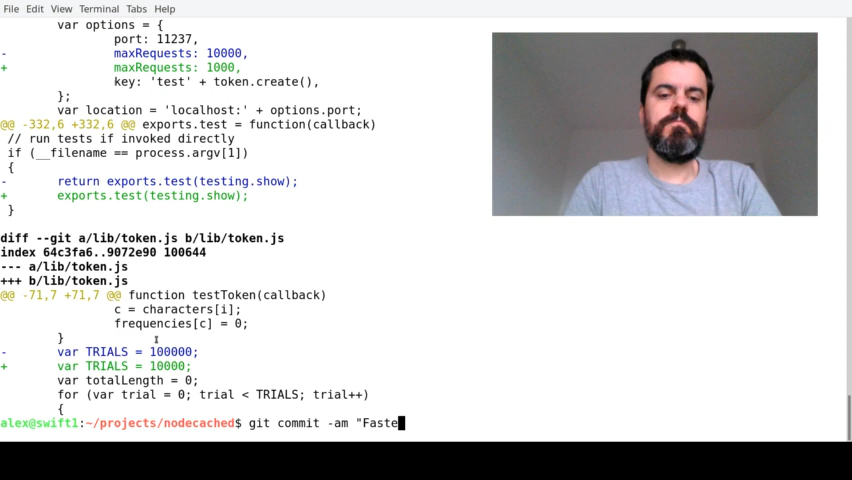 File Edit View Terminal Tabs Help
var options = {
port: 11237,
- maxRequests: 10000,
+ maxRequests: 1000,
key: 'test' + token.create(),
};
var location = 'localhost:' + options.port;
@@ -332,6 +332,6 @@ exports.test = function(callback)
// run tests if invoked directly
if (__filename == process.argv[1])
{
- return exports.test(testing.show);
+ exports.test(testing.show);
}
diff --git a/lib/token.js b/lib/token.js
index 64c3fa6..9072e90 100644
--- a/lib/token.js
+++ b/lib/token.js
@@ -71,7 +71,7 @@ function testToken(callback)
c = characters[i];
frequencies[c] = 0;
}
- var TRIALS = 100000;
+ var TRIALS = 10000;
var totalLength = 0;
for (var trial = 0; trial < TRIALS; trial++)
{
alex@swift1:~/projects/nodecached$ git commit -am "Faste